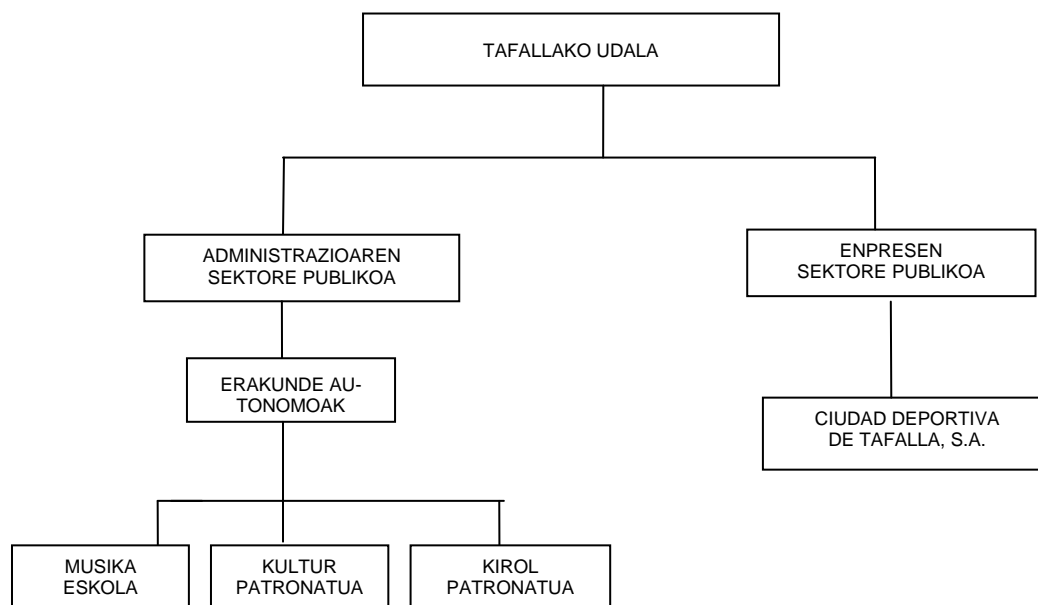 TAFALLAKO UDALA
ADMINISTRAZIOAREN
SEKTORE PUBLIKOA
ENPRESEN
SEKTORE PUBLIKOA
ERAKUNDE AU-
TONOMOAK
CIUDAD DEPORTIVA
DE TAFALLA, S.A.
MUSIKA
ESKOLA
KULTUR
PATRONATUA
KIROL
PATRONATUA